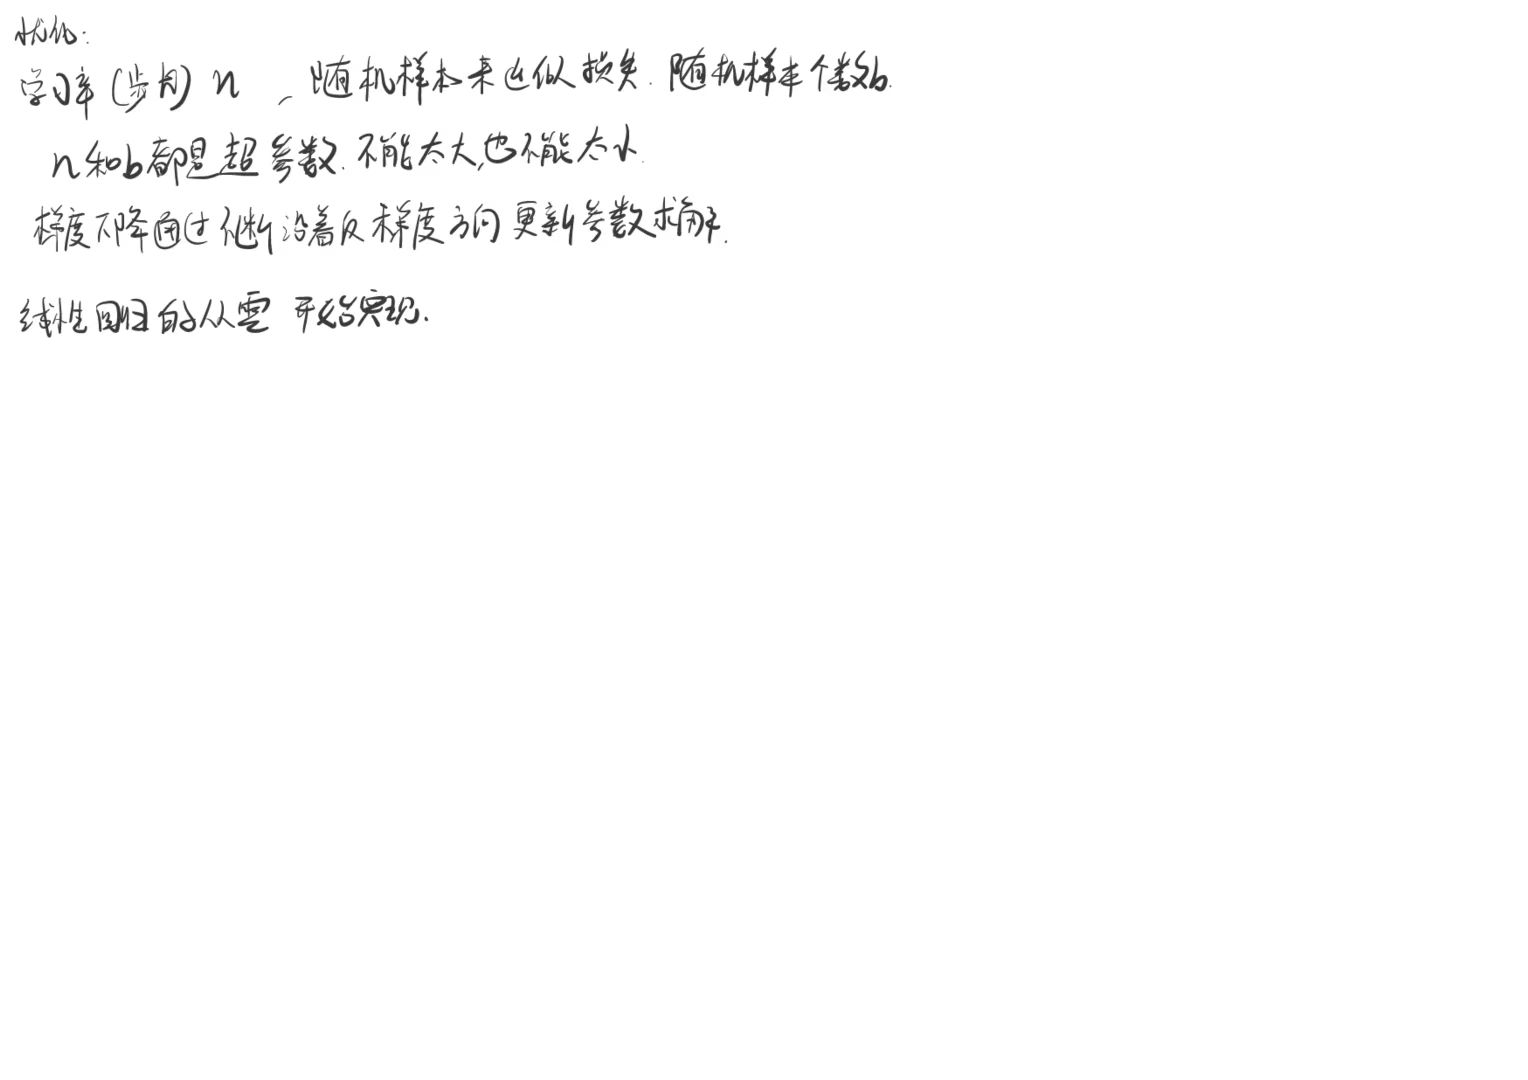 优化:
学习率(步长) n , 随机样本来近似损失. 随机样本个数b.
n和b都是超参数. 不能太大,也不能太小.
梯度下降通过不断沿着反梯度方向更新参数求解.
线性回归的从零开始实现.